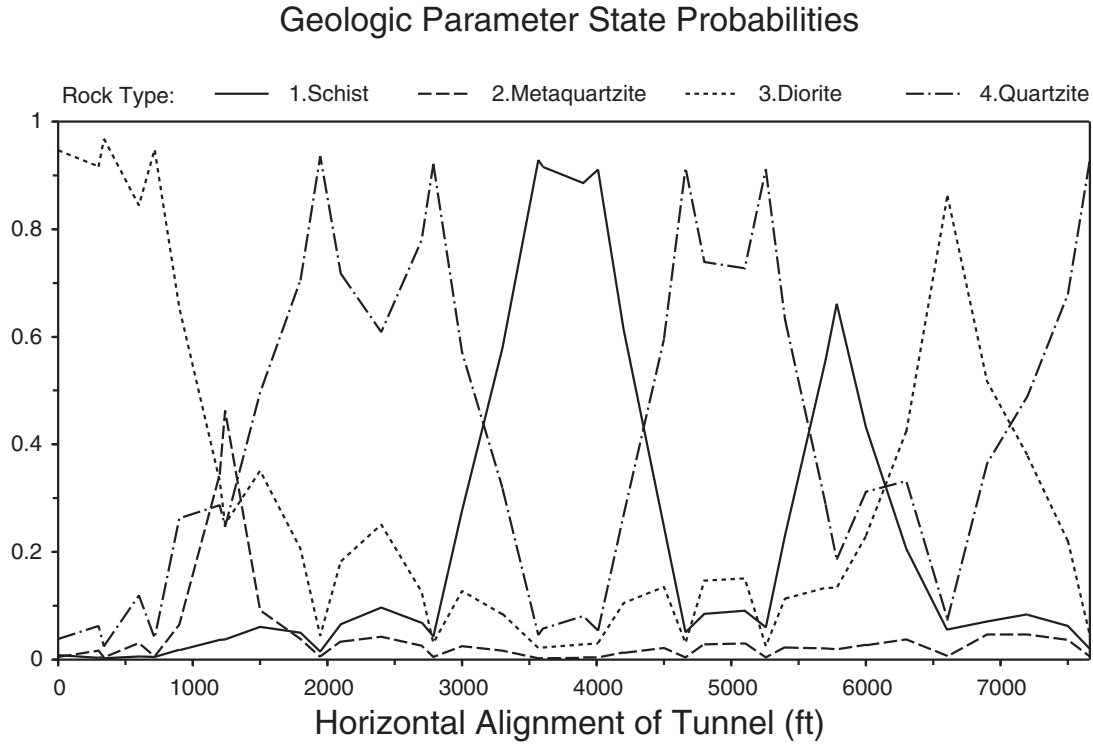 Geologic Parameter State Probabilities
Rock Type: 1.Schist 2.Metaquartzite 3.Diorite 4.Quartzite
1
0.8
0.6
0.4
0.2
0
0 1000 2000 3000 4000 5000 6000 7000
Horizontal Alignment of Tunnel (ft)